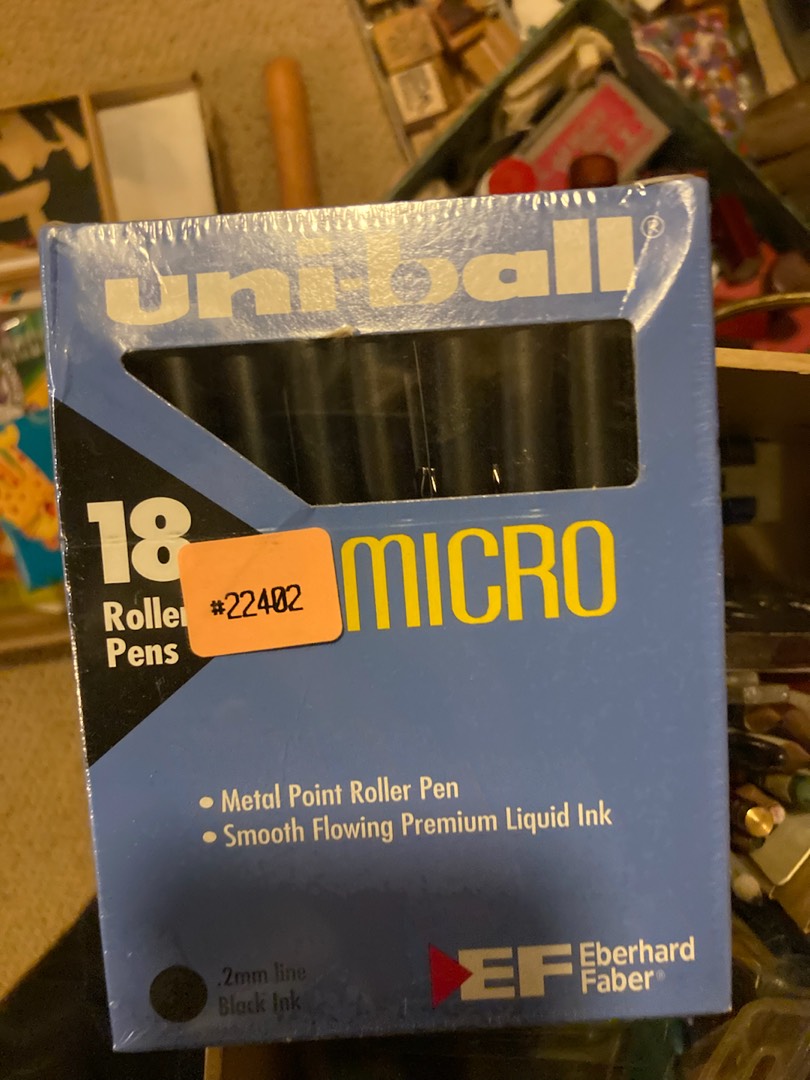 uni-ball®
18
Roller
Pens
#22402
MICRO
• Metal Point Roller Pen
• Smooth Flowing Premium Liquid Ink
.2mm line
Black Ink
EF Eberhard
Faber®